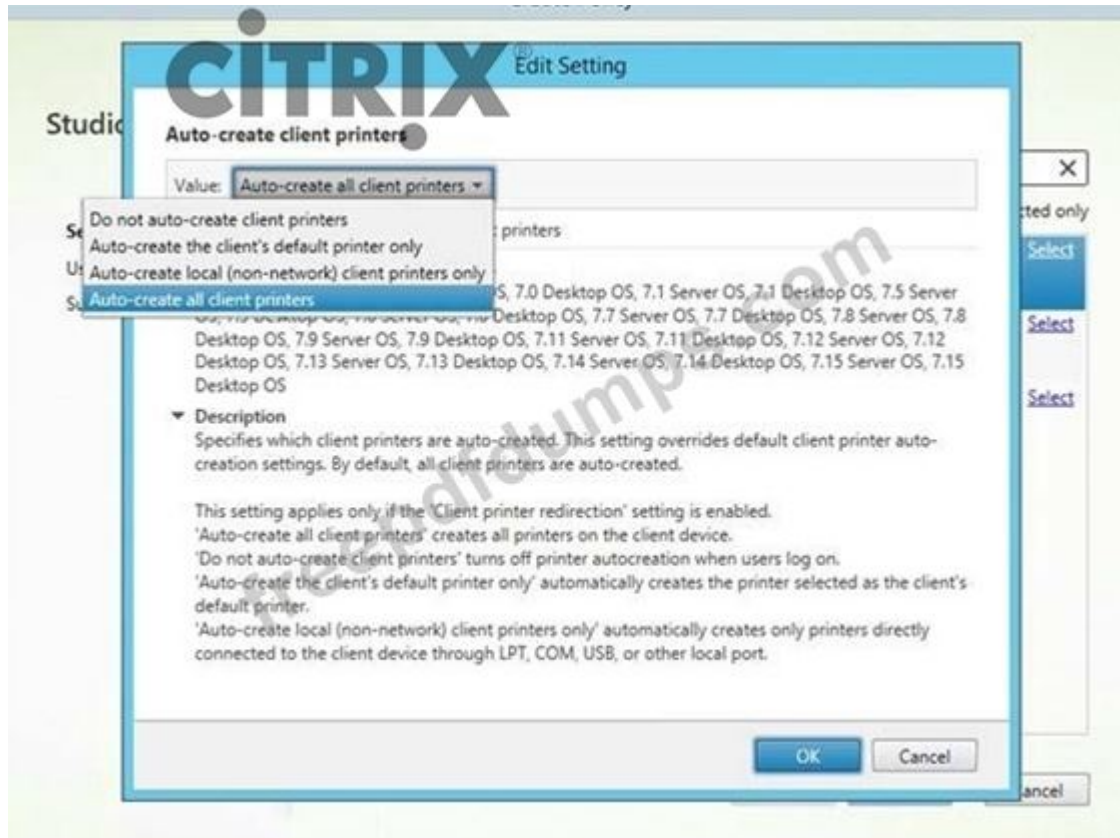 CİTRIX®
Edit Setting
Studio
Auto-create client printers
Value: Auto-create all client printers
Do not auto-create client printers
Auto-create the client's default printer only
Auto-create local (non-network) client printers only
Auto-create all client printers
printers
cted only
Select
7.0 Desktop OS, 7.1 Server OS, 7.1 Desktop OS, 7.5 Server
Desktop OS, 7.7 Server OS, 7.7 Desktop OS, 7.8 Server OS, 7.8
Desktop OS, 7.9 Server OS, 7.9 Desktop OS, 7.11 Server OS, 7.11 Desktop OS, 7.12 Server OS, 7.12
Desktop OS, 7.13 Server OS, 7.13 Desktop OS, 7.14 Server OS, 7.14 Desktop OS, 7.15 Server OS, 7.15
Desktop OS
Select
Select
Description
Specifies which client printers are auto-created. This setting overrides default client printer auto-
creation settings. By default, all client printers are auto-created.
This setting applies only if the 'Client printer redirection' setting is enabled.
'Auto-create all client printers' creates all printers on the client device.
'Do not auto-create client printers' turns off printer autocreation when users log on.
'Auto-create the client's default printer only' automatically creates the printer selected as the client's
default printer.
'Auto-create local (non-network) client printers only' automatically creates only printers directly
connected to the client device through LPT, COM, USB, or other local port.
OK
Cancel
ancel
freepdfdumps.com